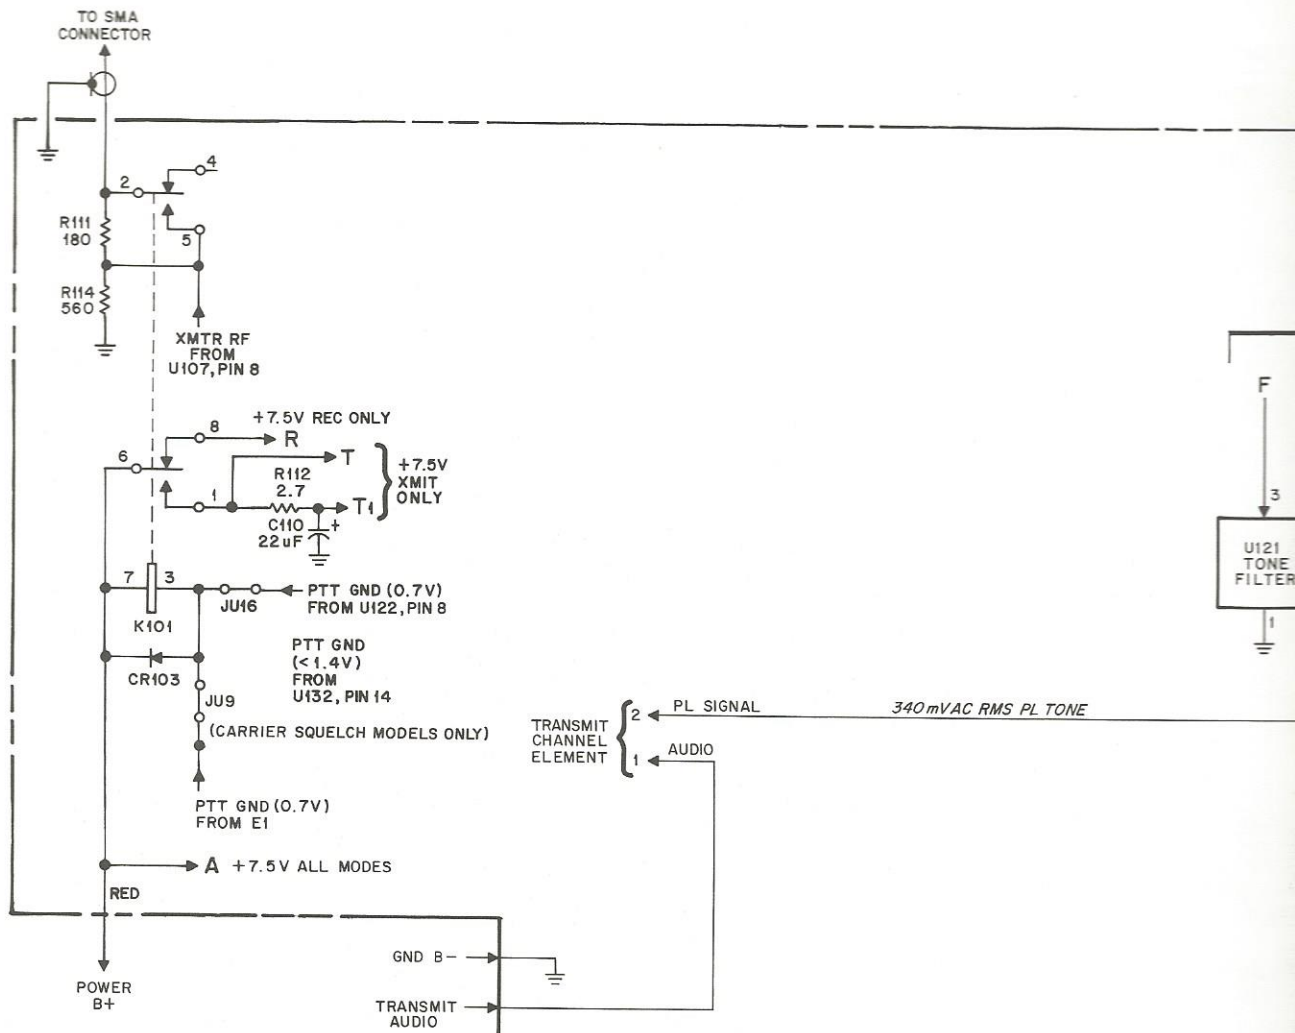 TO SMA
CONNECTOR
4
2
R111
180
5
R114
560
XMTR RF
FROM
U107, PIN 8
F
+7.5V REC ONLY
8
R
6
T
R112
2.7
+7.5V
XMIT
ONLY
1
T1
C110
+
22uF
3
U121
TONE
FILTER
1
7
3
JU16
PTT GND (0.7V)
FROM U122, PIN 8
K101
PTT GND
(<1.4V)
FROM
U132, PIN 14
CR103
JU9
(CARRIER SQUELCH MODELS ONLY)
TRANSMIT
CHANNEL
ELEMENT
2
PL SIGNAL
340 mVAC RMS PL TONE
1
AUDIO
PTT GND (0.7V)
FROM E1
A +7.5V ALL MODES
RED
GND B-
POWER
B+
TRANSMIT
AUDIO